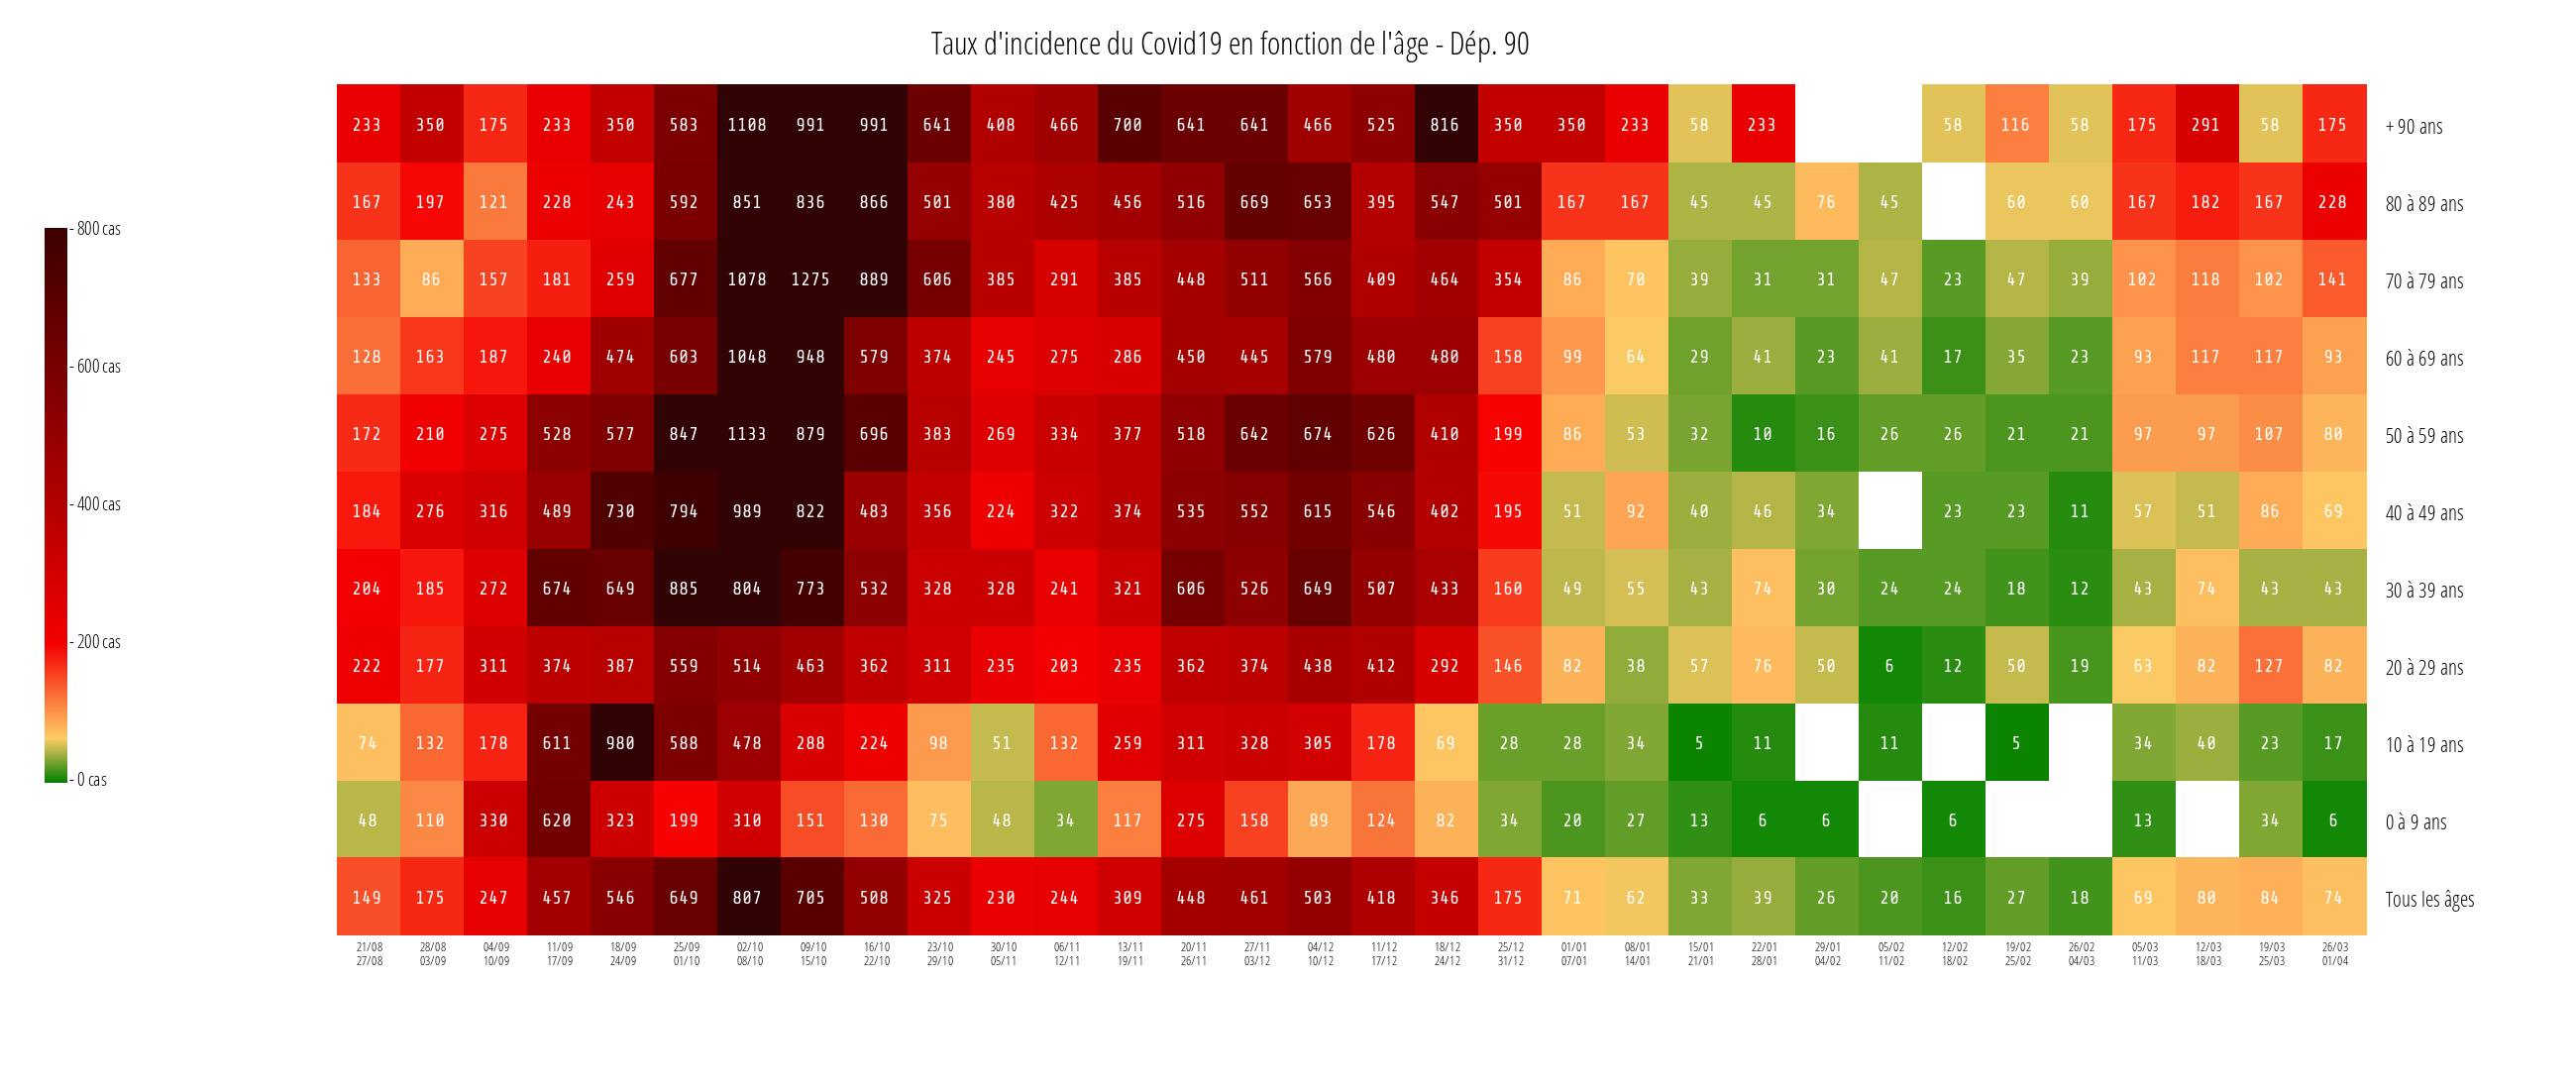 Taux d'incidence du Covid19 en fonction de l'âge - Dép. 90
233 350 175 233 350 583 1108 991 991 641 408 466 700 641 641 466 525 816 350 350 233 58 233 58 116 58 175 291 58 175 + 90 ans
167 197 121 228 243 592 851 836 866 501 380 425 456 516 669 653 395 547 501 167 167 45 45 76 45 60 60 167 182 167 228 80 à 89 ans
- 800 cas
133 86 157 181 259 677 1078 1275 889 606 385 291 385 448 511 566 409 464 354 86 70 39 31 31 47 23 47 39 102 118 102 141 70 à 79 ans
128 163 187 240 474 603 1048 948 579 374 245 275 286 450 445 579 480 480 158 99 64 29 41 23 41 17 35 23 93 117 117 93 60 à 69 ans
- 600 cas
172 210 275 528 577 847 1133 879 696 383 269 334 377 518 642 674 626 410 199 86 53 32 10 16 26 26 21 21 97 97 107 80 50 à 59 ans
- 400 cas
184 276 316 489 730 794 989 822 483 356 224 322 374 535 552 615 546 402 195 51 92 40 46 34 23 23 11 57 51 86 69 40 à 49 ans
204 185 272 674 649 885 804 773 532 328 328 241 321 606 526 649 507 433 160 49 55 43 74 30 24 24 18 12 43 74 43 43 30 à 39 ans
- 200 cas
222 177 311 374 387 559 514 463 362 311 235 203 235 362 374 438 412 292 146 82 38 57 76 50 6 12 50 19 63 82 127 82 20 à 29 ans
74 132 178 611 980 588 478 288 224 98 51 132 259 311 328 305 178 69 28 28 34 5 11 11 5 34 40 23 17 10 à 19 ans
- 0 cas
48 110 330 620 323 199 310 151 130 75 48 34 117 275 158 89 124 82 34 20 27 13 6 6 6 13 34 6 0 à 9 ans
149 175 247 457 546 649 807 705 508 325 230 244 309 448 461 503 418 346 175 71 62 33 39 26 20 16 27 18 69 80 84 74 Tous les âges
21/08 28/08 04/09 11/09 18/09 25/09 02/10 09/10 16/10 23/10 30/10 06/11 13/11 20/11 27/11 04/12 11/12 18/12 25/12 01/01 08/01 15/01 22/01 29/01 05/02 12/02 19/02 26/02 05/03 12/03 19/03 26/03
27/08 03/09 10/09 17/09 24/09 01/10 08/10 15/10 22/10 29/10 05/11 12/11 19/11 26/11 03/12 10/12 17/12 24/12 31/12 07/01 14/01 21/01 28/01 04/02 11/02 18/02 25/02 04/03 11/03 18/03 25/03 01/04